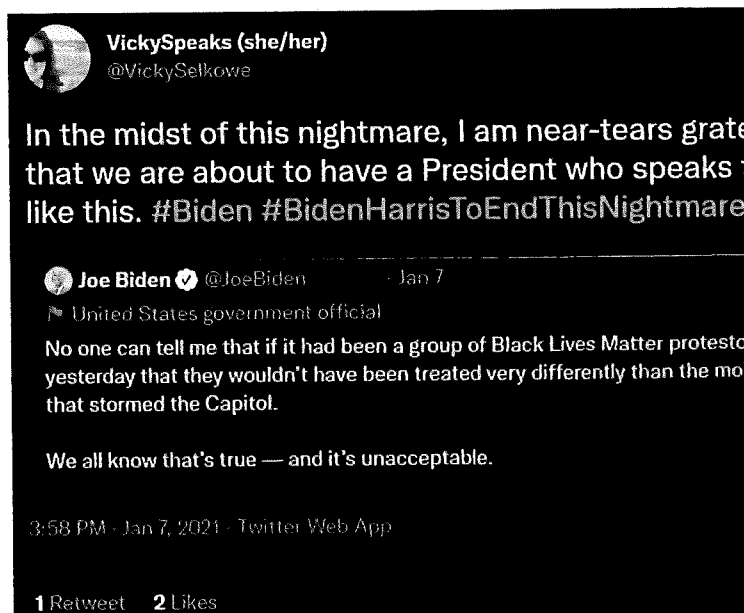 VickySpeaks (she/her)
@VickySelkowe
In the midst of this nightmare, I am near-tears grate
that we are about to have a President who speaks
like this. #Biden #BidenHarrisToEndThisNightmare
Joe Biden @JoeBiden · Jan 7
United States government official
No one can tell me that if it had been a group of Black Lives Matter protesto
yesterday that they wouldn't have been treated very differently than the mo
that stormed the Capitol.
We all know that's true — and it's unacceptable.
3:58 PM · Jan 7, 2021 · Twitter Web App
1 Retweet 2 Likes